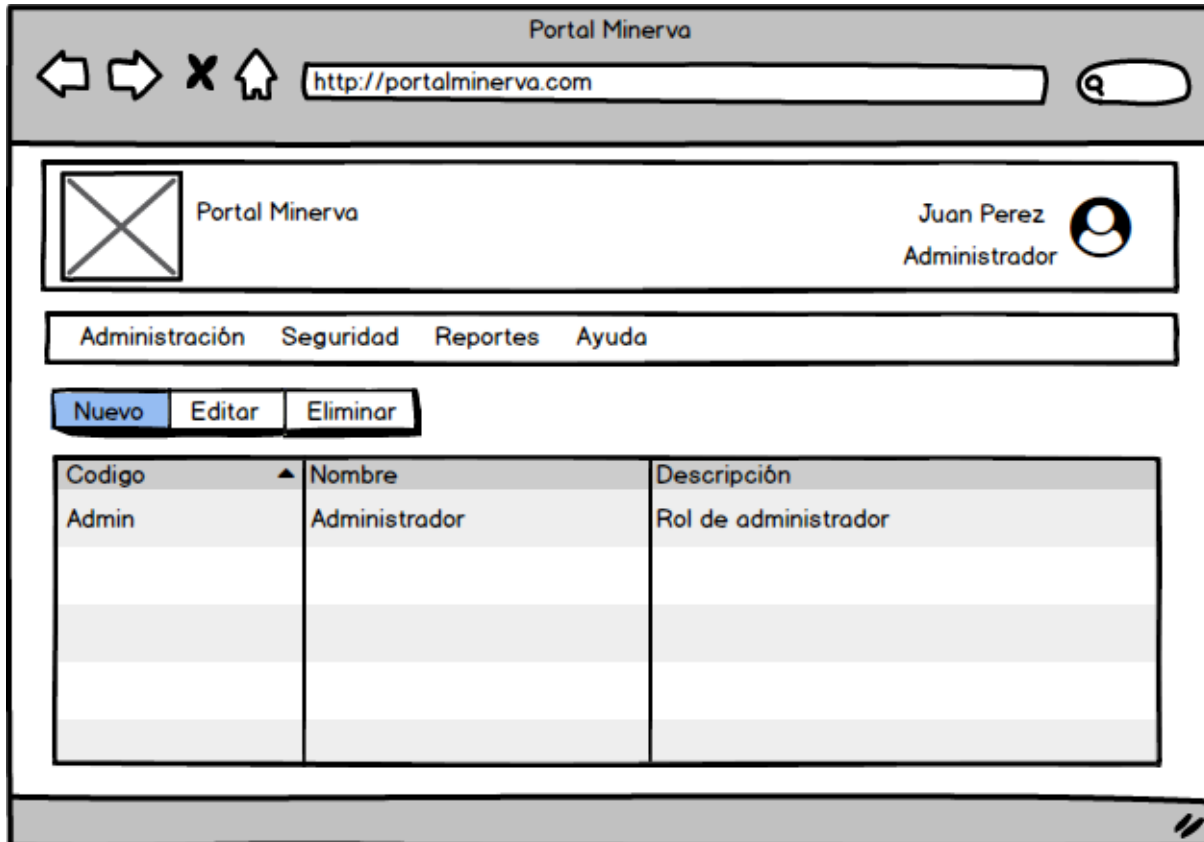 Portal Minerva
http://portalminerva.com
Portal Minerva
Juan Perez
Administrador
Administración Seguridad Reportes Ayuda
Nuevo Editar Eliminar
Codigo Nombre Descripción
Admin Administrador Rol de administrador